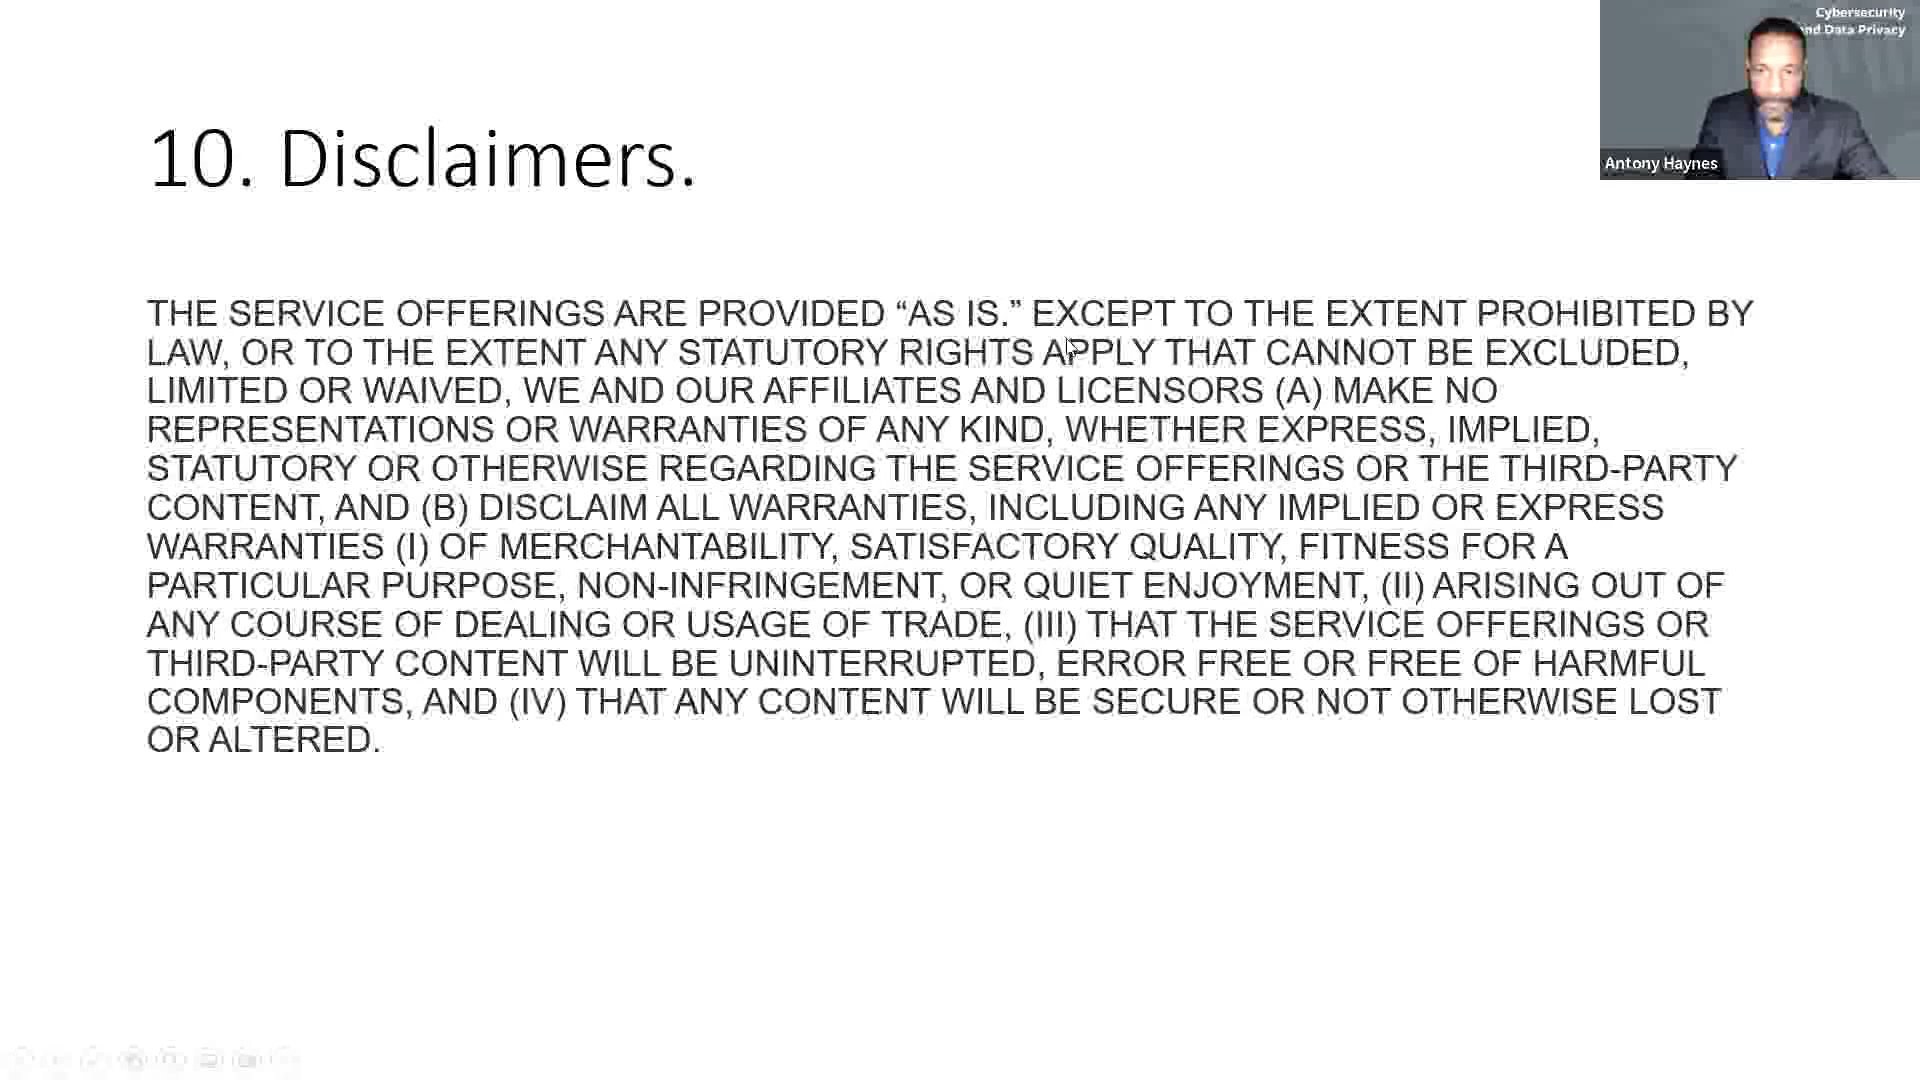 Cybersecurity
nd Data Privacy
Antony Haynes
10. Disclaimers.
THE SERVICE OFFERINGS ARE PROVIDED “AS IS.” EXCEPT TO THE EXTENT PROHIBITED BY
LAW, OR TO THE EXTENT ANY STATUTORY RIGHTS APPLY THAT CANNOT BE EXCLUDED,
LIMITED OR WAIVED, WE AND OUR AFFILIATES AND LICENSORS (A) MAKE NO
REPRESENTATIONS OR WARRANTIES OF ANY KIND, WHETHER EXPRESS, IMPLIED,
STATUTORY OR OTHERWISE REGARDING THE SERVICE OFFERINGS OR THE THIRD-PARTY
CONTENT, AND (B) DISCLAIM ALL WARRANTIES, INCLUDING ANY IMPLIED OR EXPRESS
WARRANTIES (I) OF MERCHANTABILITY, SATISFACTORY QUALITY, FITNESS FOR A
PARTICULAR PURPOSE, NON-INFRINGEMENT, OR QUIET ENJOYMENT, (II) ARISING OUT OF
ANY COURSE OF DEALING OR USAGE OF TRADE, (III) THAT THE SERVICE OFFERINGS OR
THIRD-PARTY CONTENT WILL BE UNINTERRUPTED, ERROR FREE OR FREE OF HARMFUL
COMPONENTS, AND (IV) THAT ANY CONTENT WILL BE SECURE OR NOT OTHERWISE LOST
OR ALTERED.